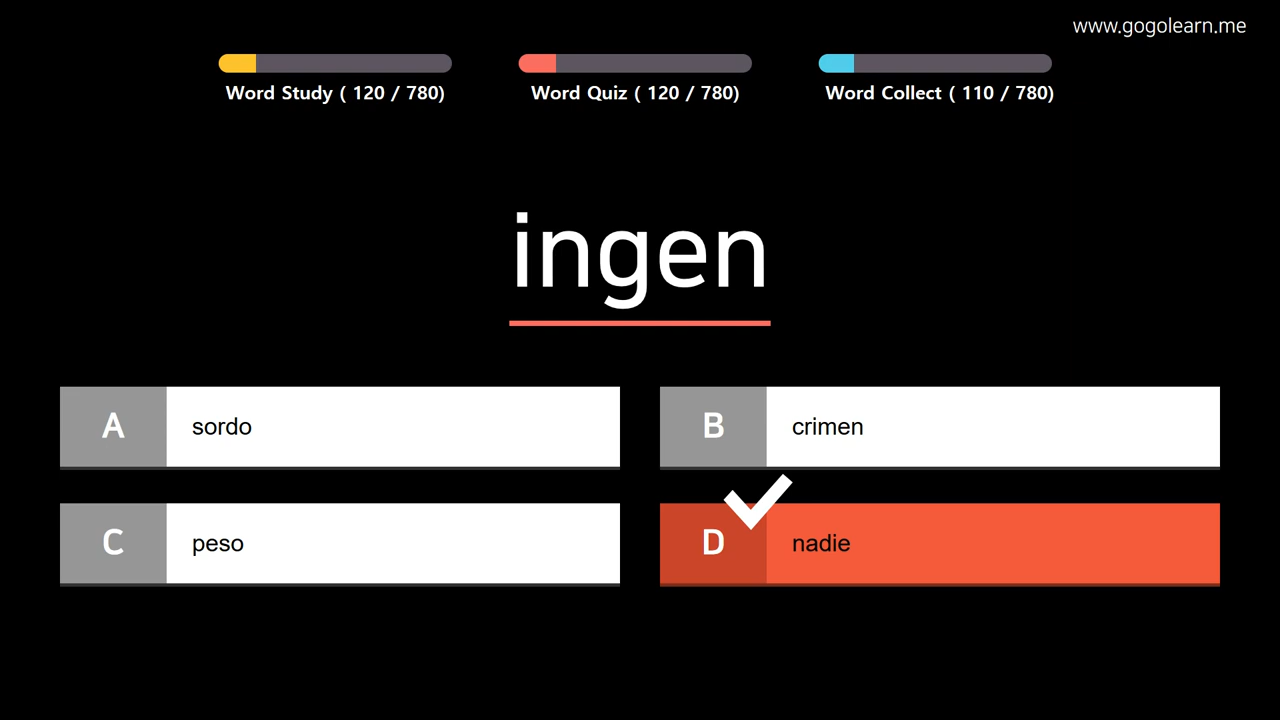 www.gogolearn.me
Word Study ( 120 / 780)
Word Quiz ( 120 / 780)
Word Collect ( 110 / 780)
ingen
A sordo
B crimen
C peso
D nadie